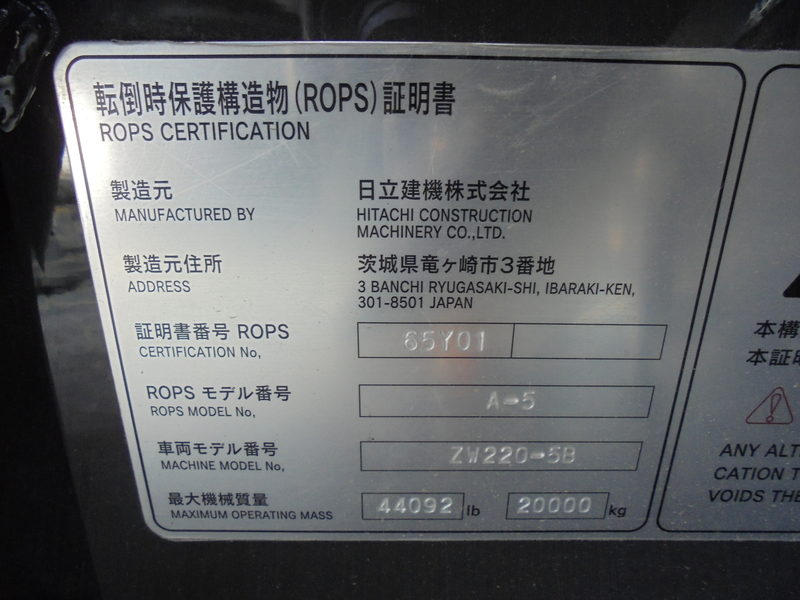 転倒時保護構造物(ROPS)証明書
ROPS CERTIFICATION
製造元 日立建機株式会社
MANUFACTURED BY HITACHI CONSTRUCTION
MACHINERY CO.,LTD.
製造元住所 茨城県竜ヶ崎市3番地
ADDRESS 3 BANCHI RYUGASAKI-SHI, IBARAKI-KEN,
301-8501 JAPAN
証明書番号 ROPS 65Y01
CERTIFICATION No,
ROPS モデル番号 A-5
ROPS MODEL No,
車両モデル番号 ZW220-5B
MACHINE MODEL No,
最大機械質量 44092 lb 20000 kg
MAXIMUM OPERATING MASS
本構
本証明
ANY ALT
CATION T
VOIDS THE